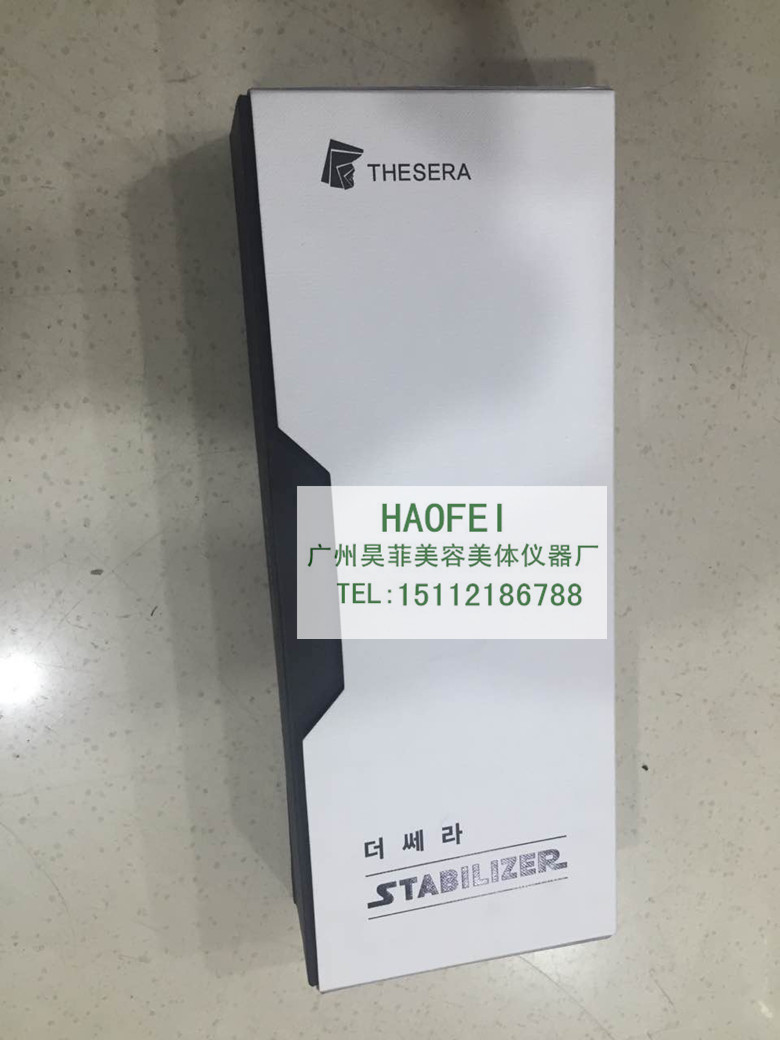 THESERA
HAOFEI
广州昊菲美容美体仪器厂
TEL:15112186788
더쎄라
STABILIZER